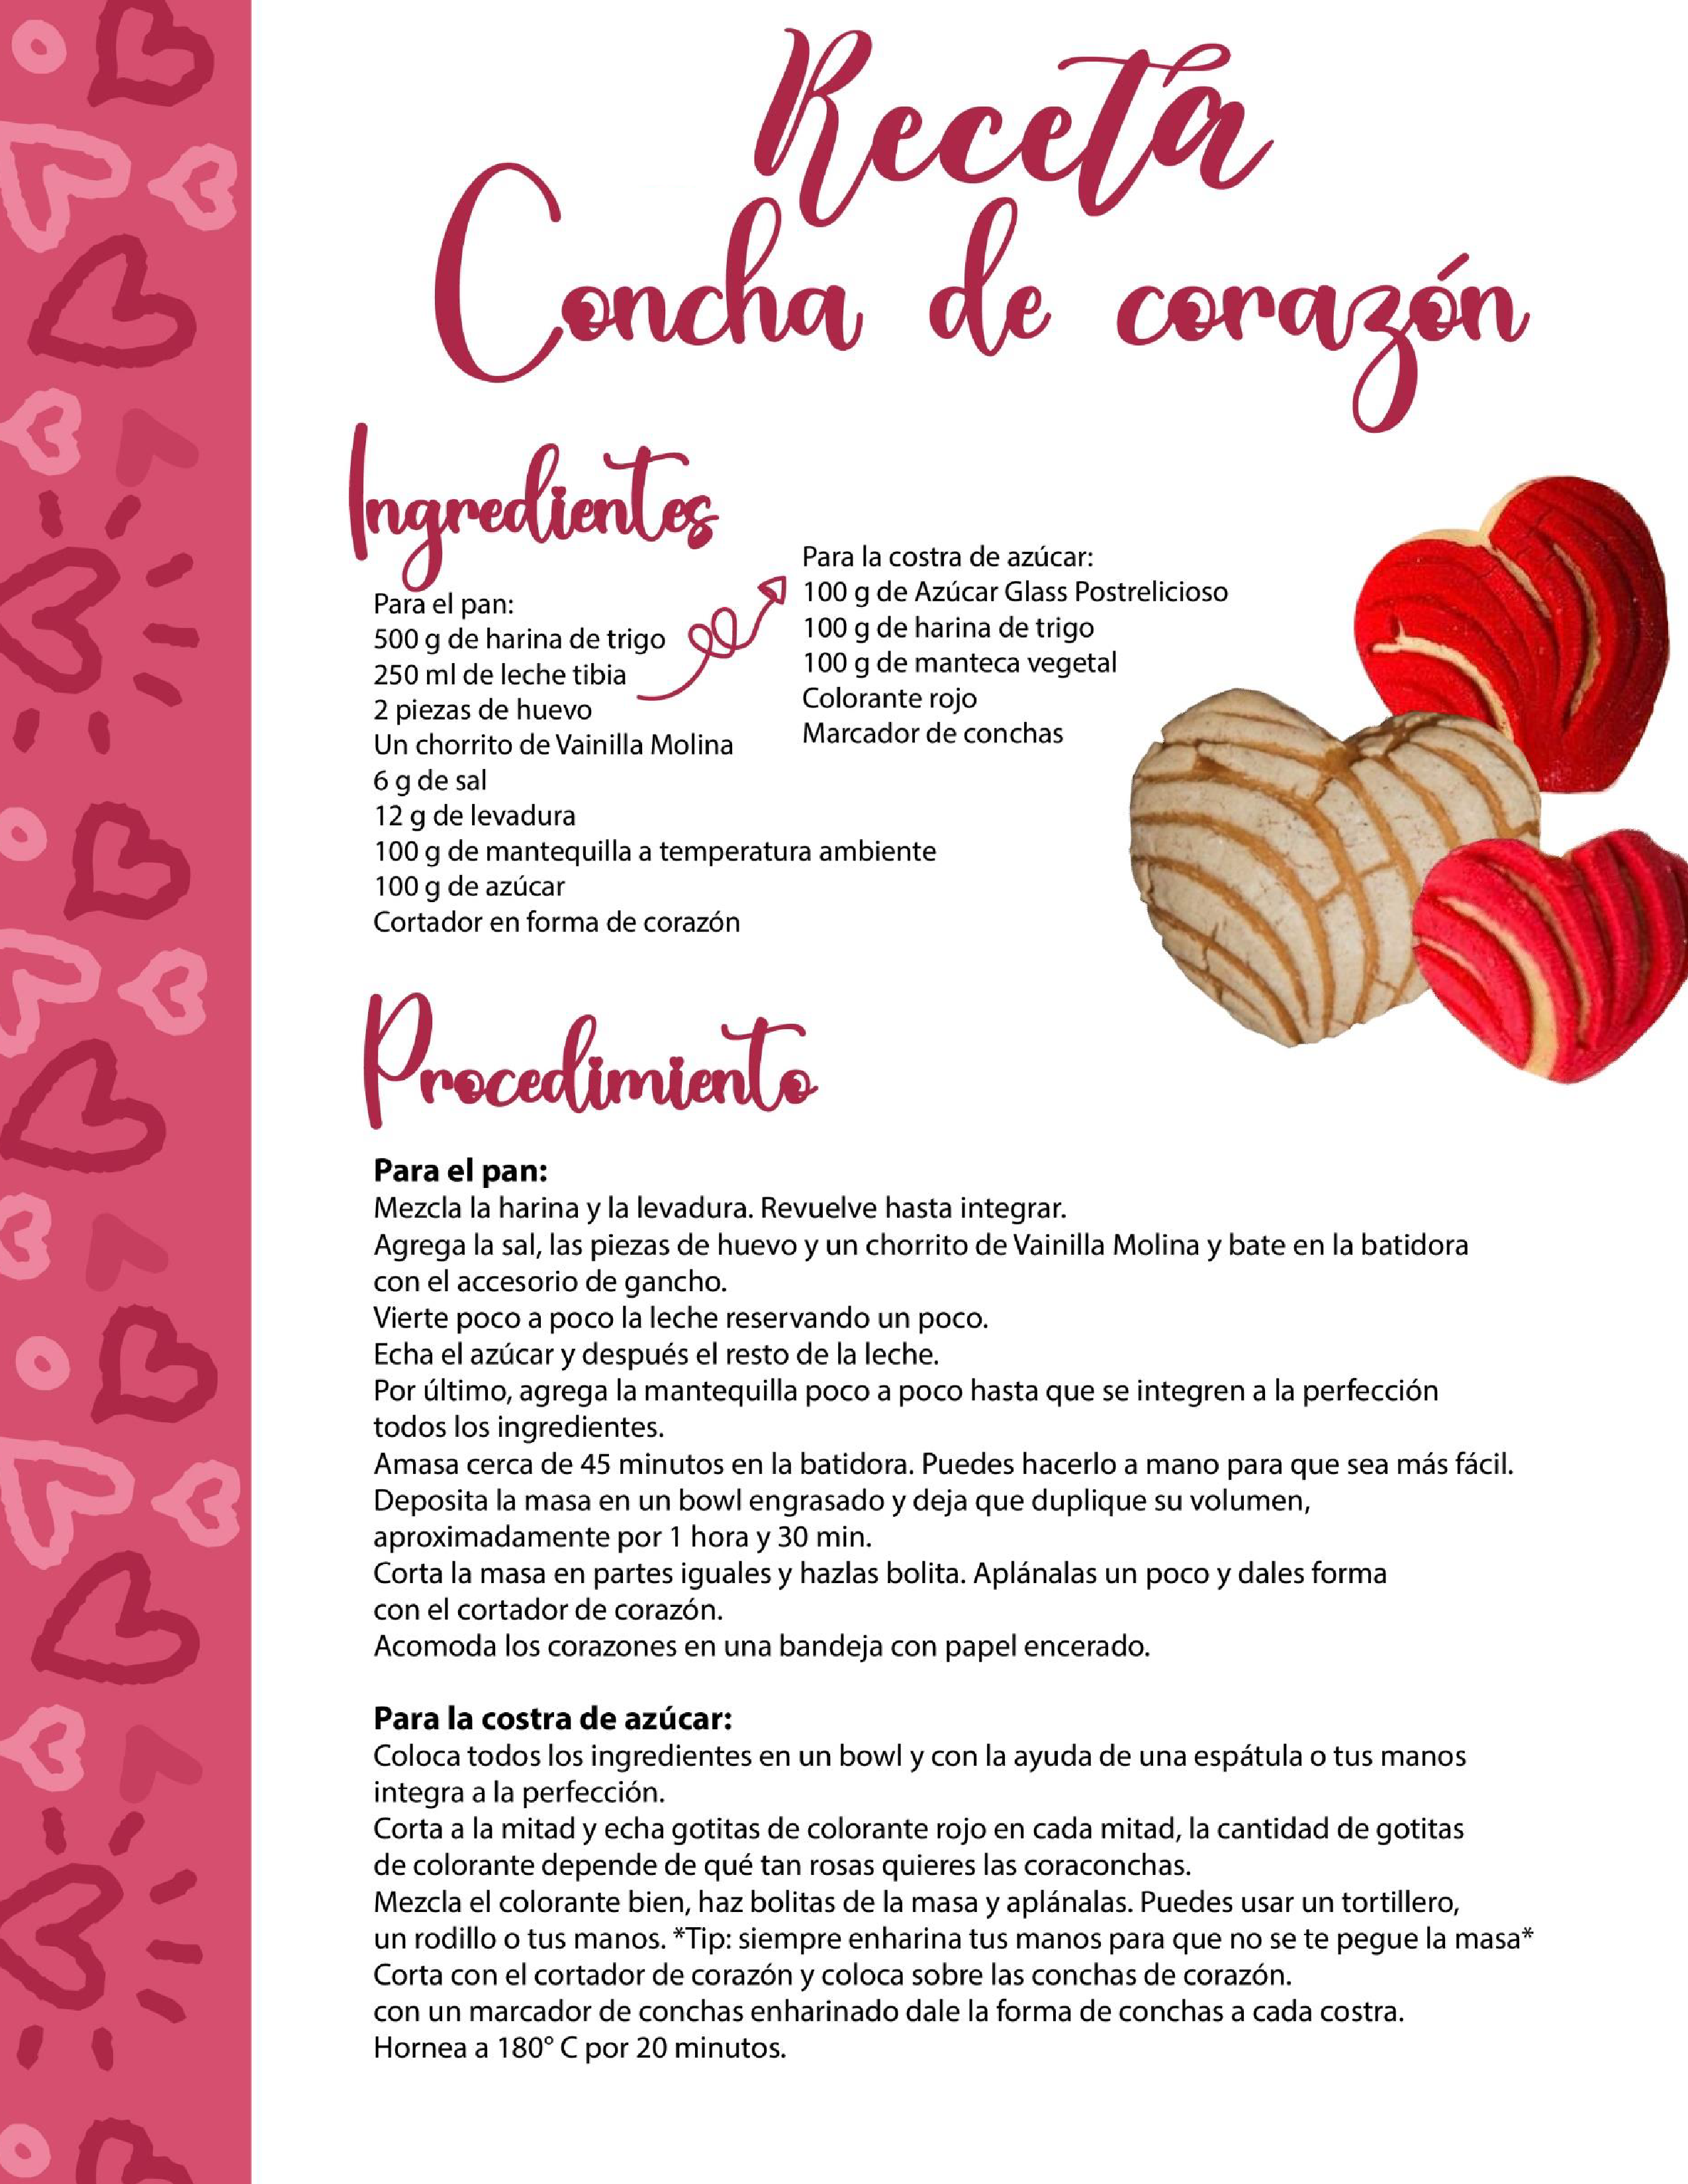 Receta
Concha de corazón
Ingredientes
Para el pan:
500 g de harina de trigo
250 ml de leche tibia
2 piezas de huevo
Un chorrito de Vainilla Molina
6 g de sal
12 g de levadura
100 g de mantequilla a temperatura ambiente
100 g de azúcar
Cortador en forma de corazón
Para la costra de azúcar:
100 g de Azúcar Glass Postrelicioso
100 g de harina de trigo
100 g de manteca vegetal
Colorante rojo
Marcador de conchas
Procedimiento
Para el pan:
Mezcla la harina y la levadura. Revuelve hasta integrar.
Agrega la sal, las piezas de huevo y un chorrito de Vainilla Molina y bate en la batidora
con el accesorio de gancho.
Vierte poco a poco la leche reservando un poco.
Echa el azúcar y después el resto de la leche.
Por último, agrega la mantequilla poco a poco hasta que se integren a la perfección
todos los ingredientes.
Amasa cerca de 45 minutos en la batidora. Puedes hacerlo a mano para que sea más fácil.
Deposita la masa en un bowl engrasado y deja que duplique su volumen,
aproximadamente por 1 hora y 30 min.
Corta la masa en partes iguales y hazlas bolita. Aplánalas un poco y dales forma
con el cortador de corazón.
Acomoda los corazones en una bandeja con papel encerado.
Para la costra de azúcar:
Coloca todos los ingredientes en un bowl y con la ayuda de una espátula o tus manos
integra a la perfección.
Corta a la mitad y echa gotitas de colorante rojo en cada mitad, la cantidad de gotitas
de colorante depende de qué tan rosas quieres las coraconchas.
Mezcla el colorante bien, haz bolitas de la masa y aplánalas. Puedes usar un tortillero,
un rodillo o tus manos. *Tip: siempre enharina tus manos para que no se te pegue la masa*
Corta con el cortador de corazón y coloca sobre las conchas de corazón.
con un marcador de conchas enharinado dale la forma de conchas a cada costra.
Hornea a 180° C por 20 minutos.